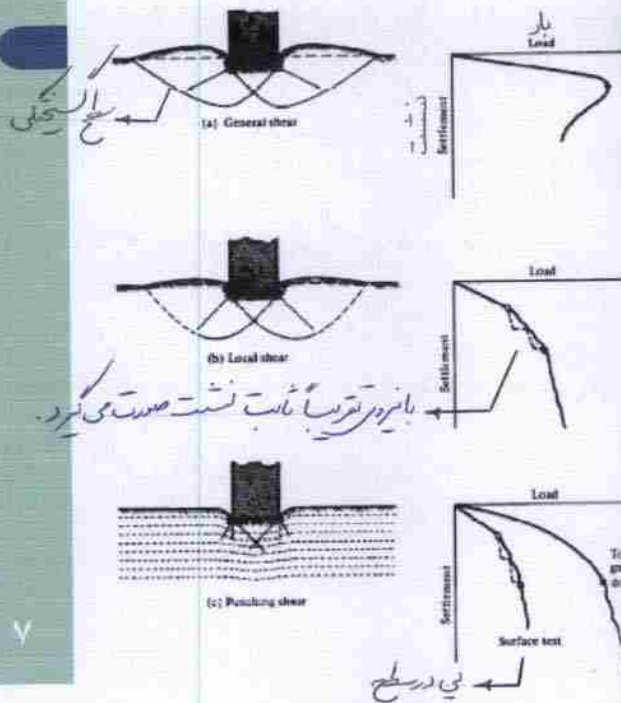 بار
Load
نشست
Settlement
سطح گسیختگی
(a) General shear
Load
Settlement
(b) Local shear
با نیروی تقریباً ثابت نشست صورت می گیرد.
Load
Settlement
(c) Punching shear
Surface test
پی در سطح
۷